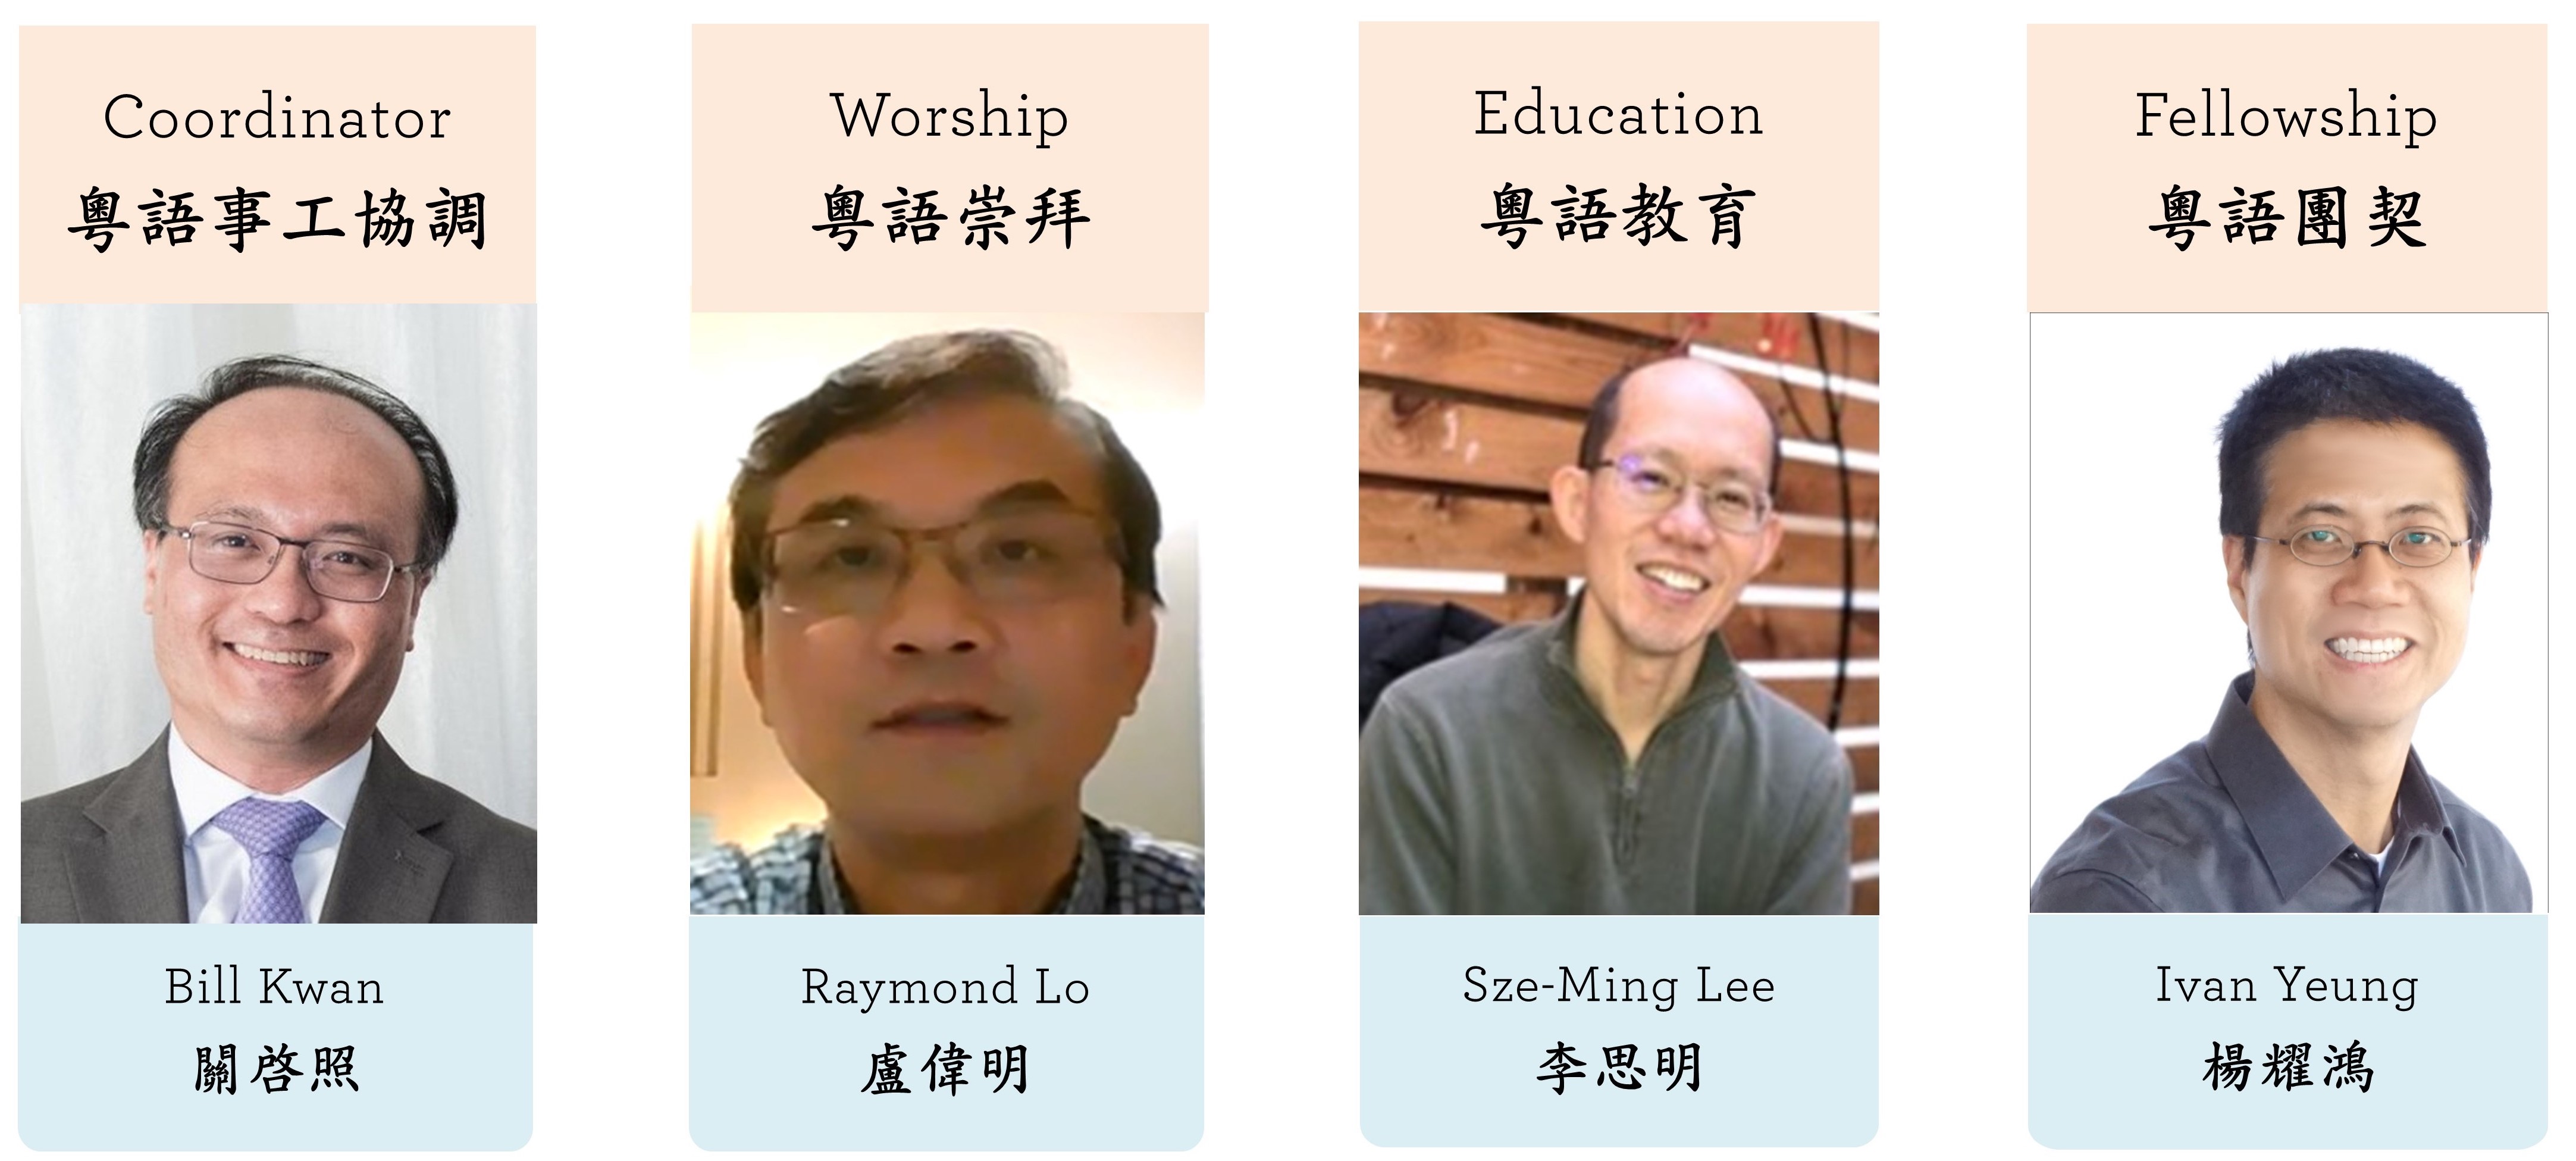 Coordinator
粵語事工協調
Worship
粵語崇拜
Education
粵語教育
Fellowship
粵語團契
Bill Kwan
關啓照
Raymond Lo
盧偉明
Sze-Ming Lee
李思明
Ivan Yeung
楊耀鴻